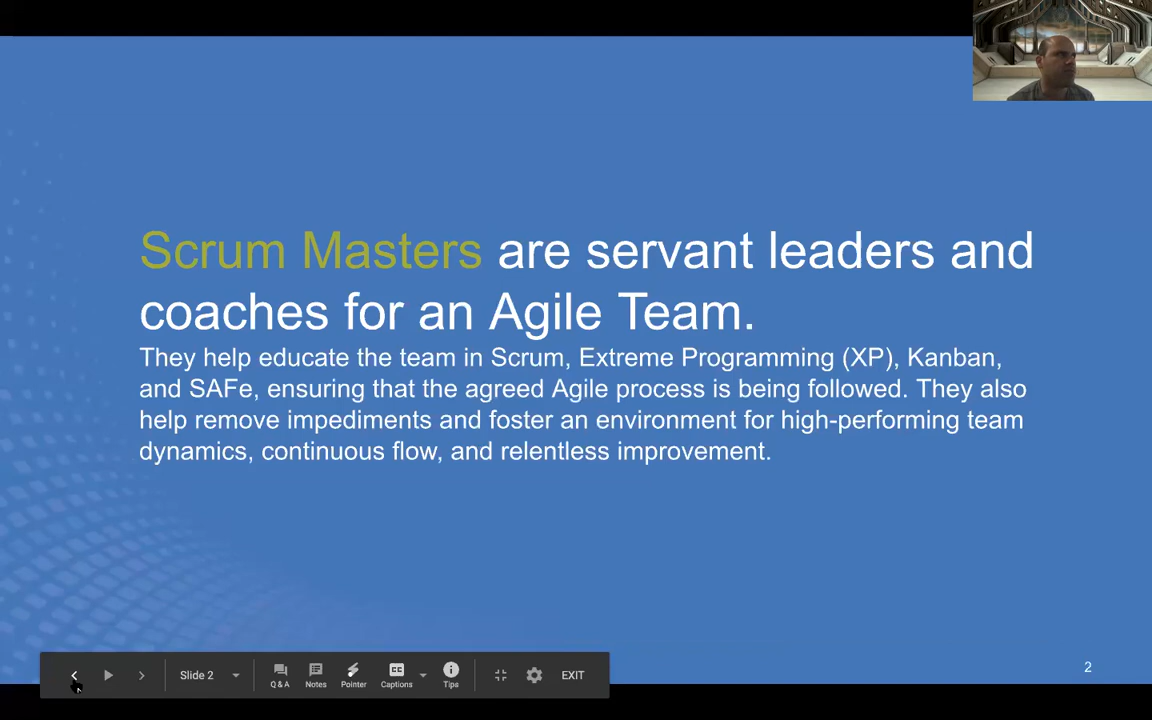 Scrum Masters are servant leaders and
coaches for an Agile Team.
They help educate the team in Scrum, Extreme Programming (XP), Kanban,
and SAFe, ensuring that the agreed Agile process is being followed. They also
help remove impediments and foster an environment for high-performing team
dynamics, continuous flow, and relentless improvement.
2
Slide 2
Q & A
Notes
Pointer
CC
Captions
Tips
EXIT